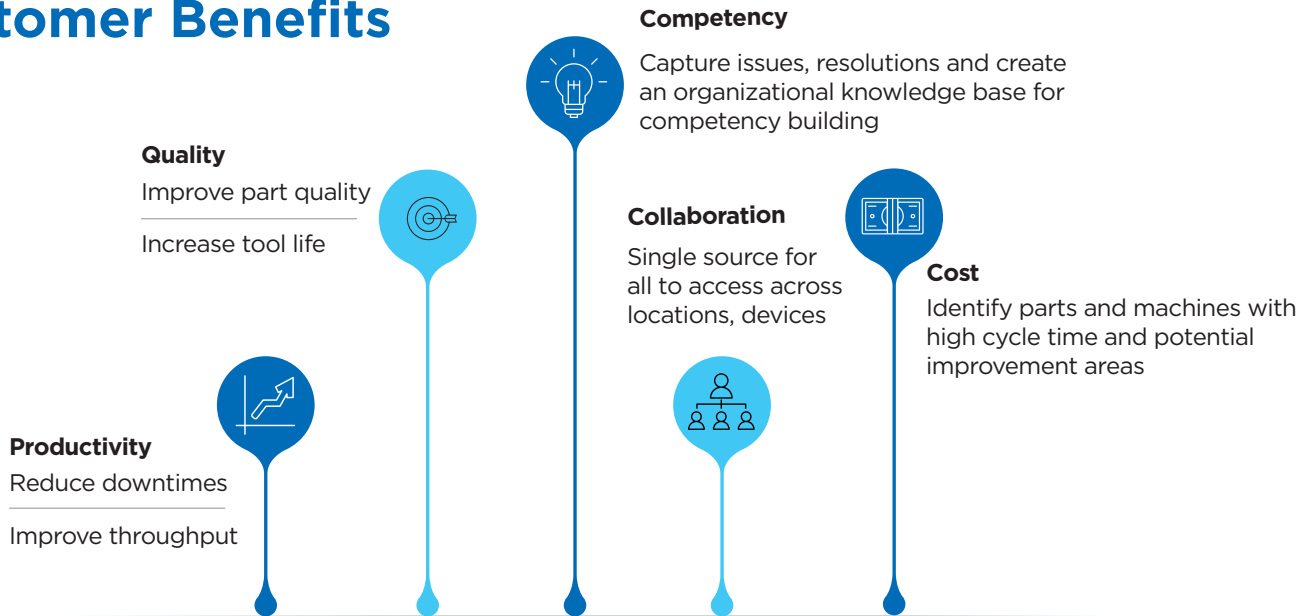 tomer Benefits
Productivity
Reduce downtimes
Improve throughput
Quality
Improve part quality
Increase tool life
Competency
Capture issues, resolutions and create
an organizational knowledge base for
competency building
Collaboration
Single source for
all to access across
locations, devices
Cost
Identify parts and machines with
high cycle time and potential
improvement areas